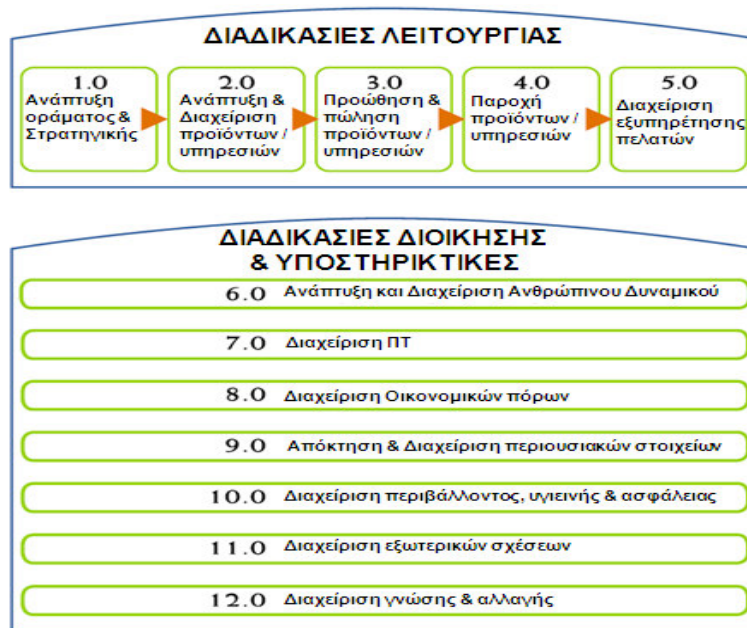 ΔΙΑΔΙΚΑΣΙΕΣ ΛΕΙΤΟΥΡΓΙΑΣ
1.0
Ανάπτυξη
οράματος &
Στρατηγικής
2.0
Ανάπτυξη &
Διαχείριση
προϊόντων /
υπηρεσιών
3.0
Προώθηση &
πώληση
προϊόντων /
υπηρεσιών
4.0
Παροχή
προϊόντων /
υπηρεσιών
5.0
Διαχείριση
εξυπηρέτησης
πελατών
ΔΙΑΔΙΚΑΣΙΕΣ ΔΙΟΙΚΗΣΗΣ
& ΥΠΟΣΤΗΡΙΚΤΙΚΕΣ
6.0 Ανάπτυξη και Διαχείριση Ανθρώπινου Δυναμικού
7.0 Διαχείριση ΠΤ
8.0 Διαχείριση Οικονομικών πόρων
9.0 Απόκτηση & Διαχείριση περιουσιακών στοιχείων
10.0 Διαχείριση περιβάλλοντος, υγιεινής & ασφάλειας
11.0 Διαχείριση εξωτερικών σχέσεων
12.0 Διαχείριση γνώσης & αλλαγής